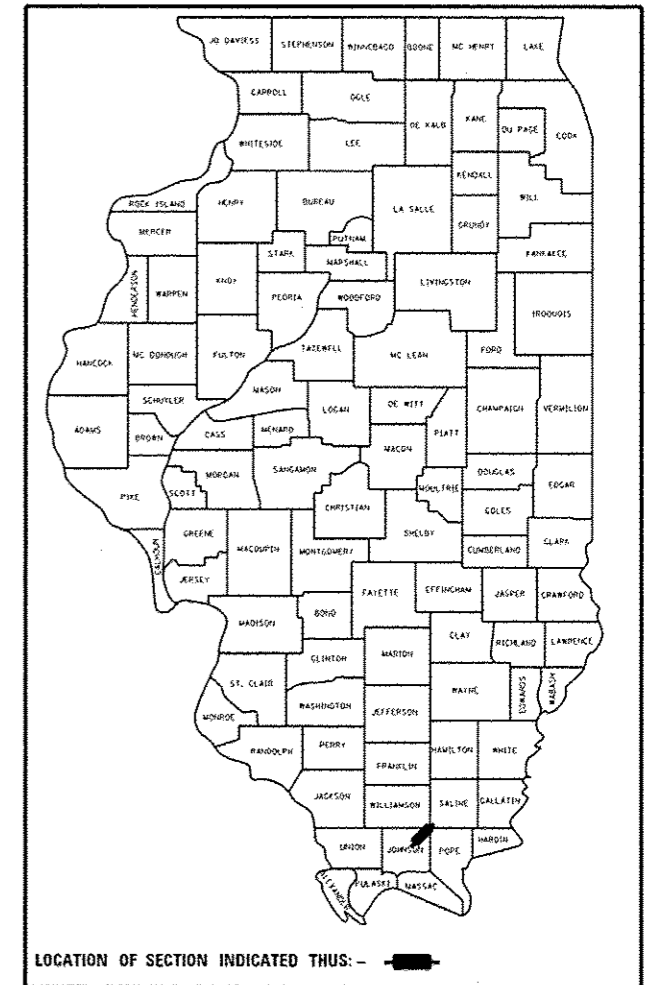 JO DAVIESS STEPHENSON WINNEBAGO BOONE MC HENRY LAKE
CARROLL OGLE DE KALB KANE DU PAGE COOK
WHITESIDE LEE KENDALL WILL
ROCK ISLAND HENRY BUREAU LA SALLE GRUNDY
MERCER PUTNAM KANKAKEE
STARK MARSHALL LIVINGSTON
HENDERSON WARREN KNOX PEORIA WOODFORD IROQUOIS
HANCOCK MC DONOUGH FULTON TAZEWELL MC LEAN FORD
SCHUYLER MASON LOGAN DE WITT CHAMPAIGN VERMILION
ADAMS BROWN CASS MENARD PIATT
MACON
PIKE SCOTT MORGAN SANGAMON MOULTRIE DOUGLAS EDGAR
CHRISTIAN COLES
CALHOUN GREENE MACOUPIN MONTGOMERY SHELBY CUMBERLAND CLARK
JERSEY FAYETTE EFFINGHAM JASPER CRAWFORD
MADISON BOND CLAY RICHLAND LAWRENCE
CLINTON MARION
ST. CLAIR WAYNE EDWARDS WABASH
MONROE WASHINGTON JEFFERSON
RANDOLPH PERRY HAMILTON WHITE
FRANKLIN
JACKSON WILLIAMSON SALINE GALLATIN
UNION JOHNSON POPE HARDIN
ALEXANDER PULASKI MASSAC
LOCATION OF SECTION INDICATED THUS: -